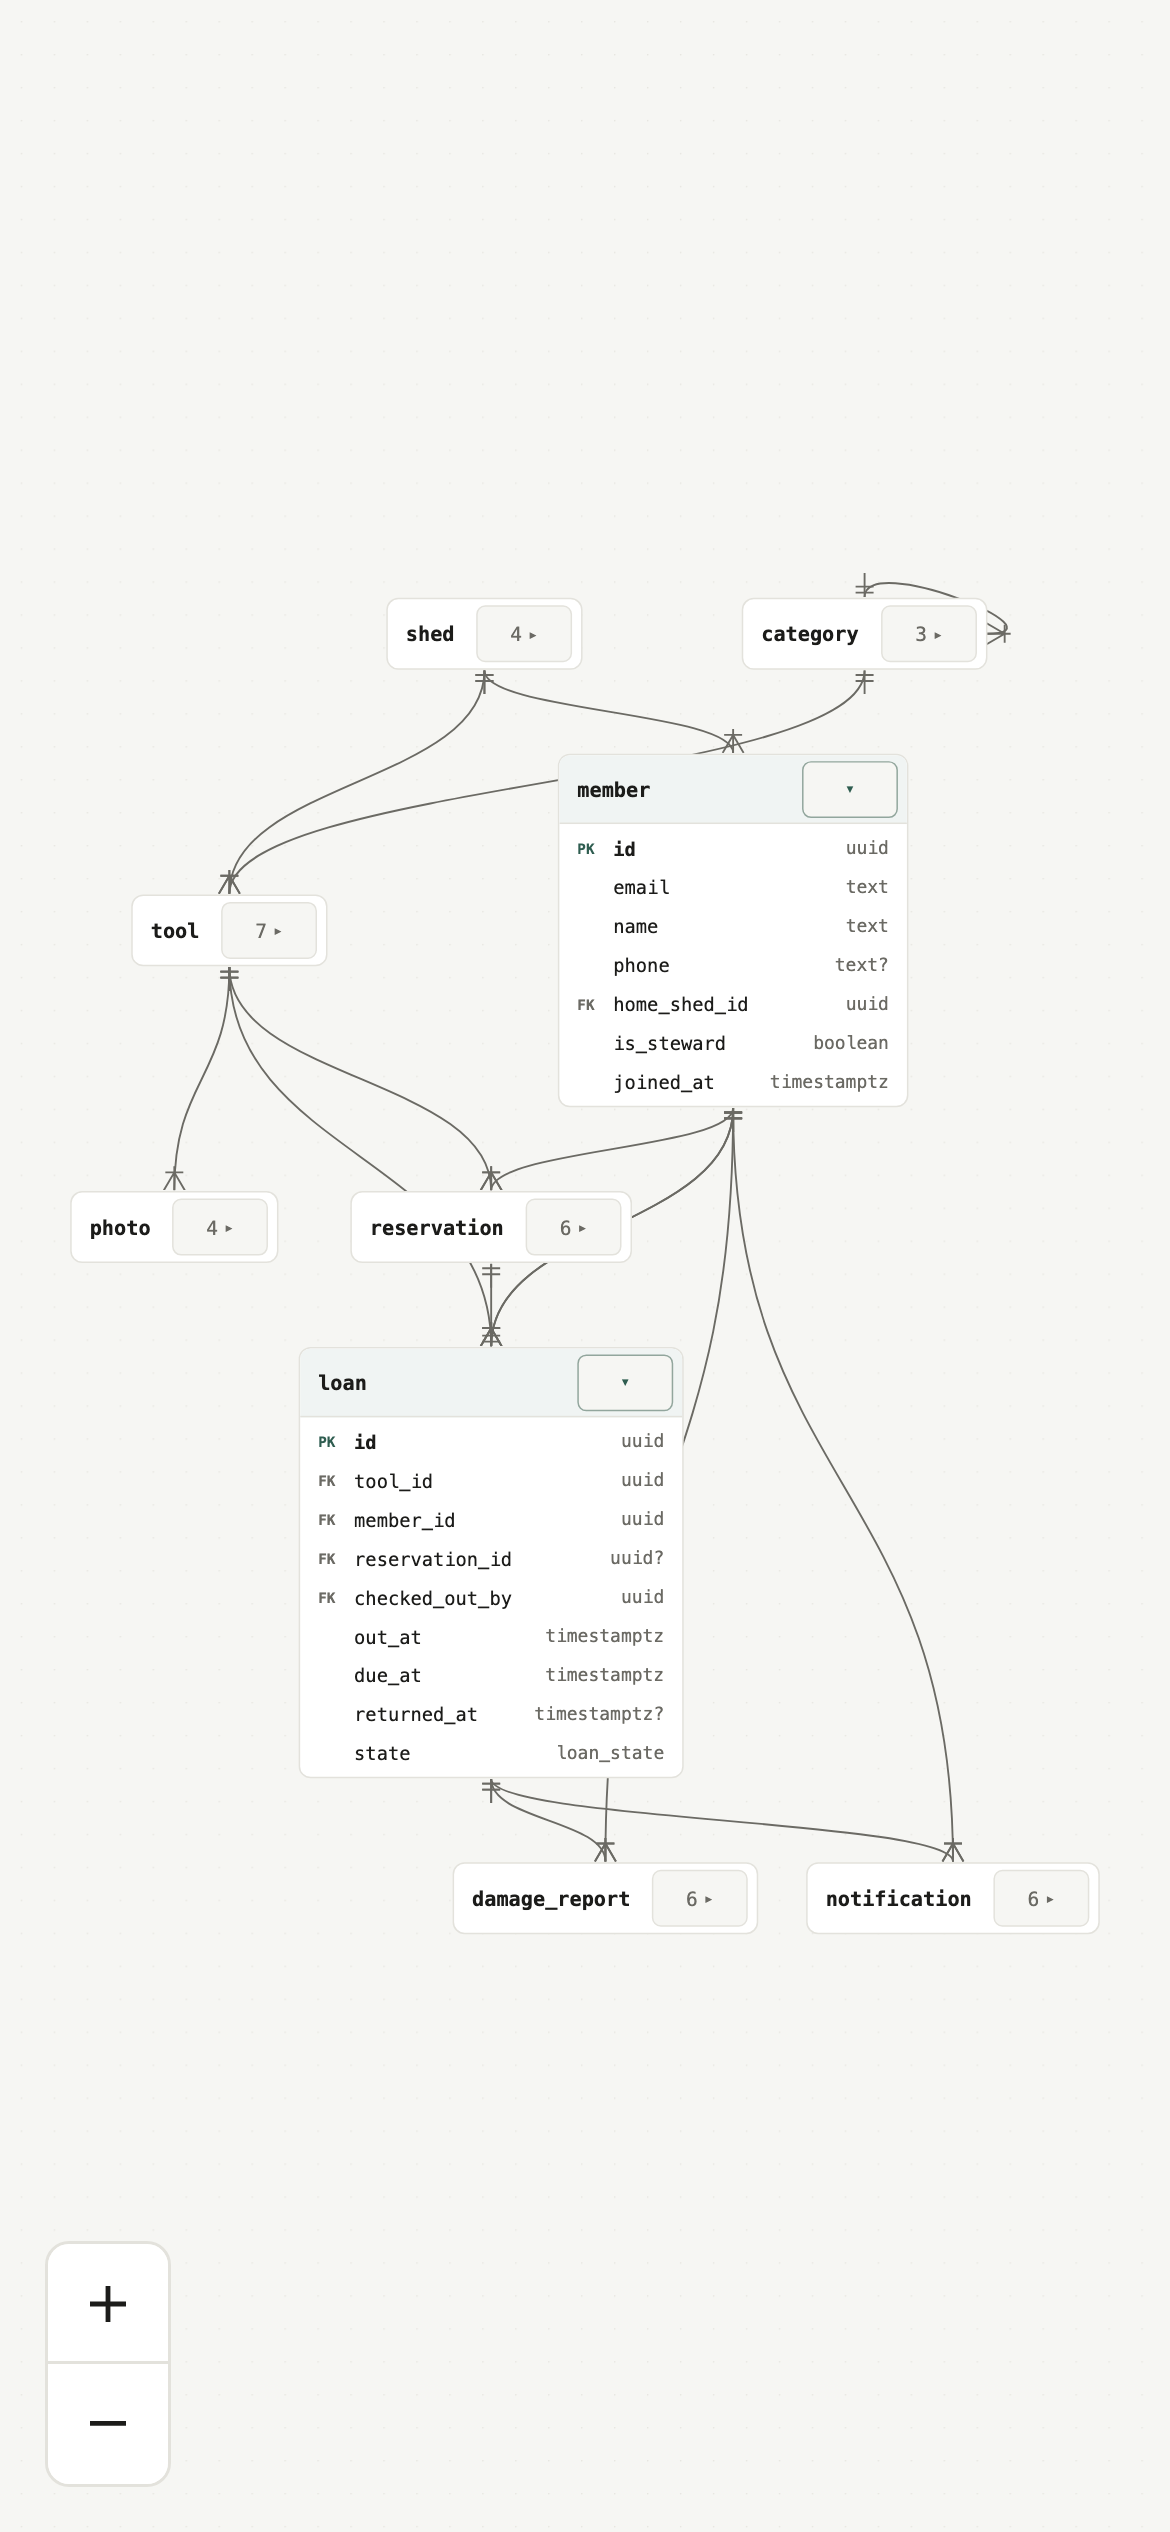 shed 4 ▸
category 3 ▸
member ▾
PK id uuid
email text
name text
phone text?
FK home_shed_id uuid
is_steward boolean
joined_at timestamptz
tool 7 ▸
photo 4 ▸
reservation 6 ▸
loan ▾
PK id uuid
FK tool_id uuid
FK member_id uuid
FK reservation_id uuid?
FK checked_out_by uuid
out_at timestamptz
due_at timestamptz
returned_at timestamptz?
state loan_state
damage_report 6 ▸
notification 6 ▸
+
−